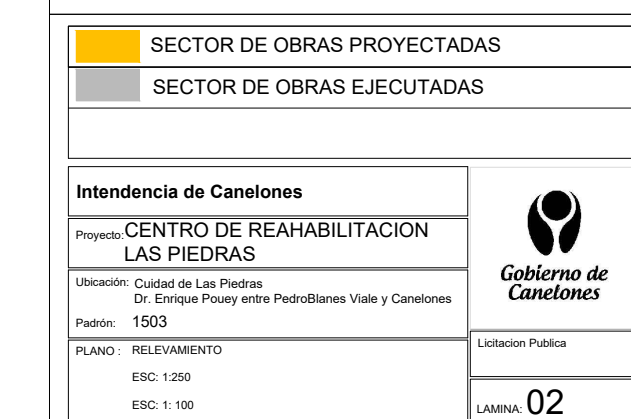 SECTOR DE OBRAS PROYECTADAS
SECTOR DE OBRAS EJECUTADAS
Intendencia de Canelones
Proyecto: CENTRO DE REAHABILITACION
LAS PIEDRAS
Ubicación: Cuidad de Las Piedras
Dr. Enrique Pouey entre PedroBlanes Viale y Canelones
Padrón: 1503
PLANO : RELEVAMIENTO
ESC: 1:250
ESC: 1: 100
Gobierno de
Canelones
Licitacion Publica
LAMINA: 02